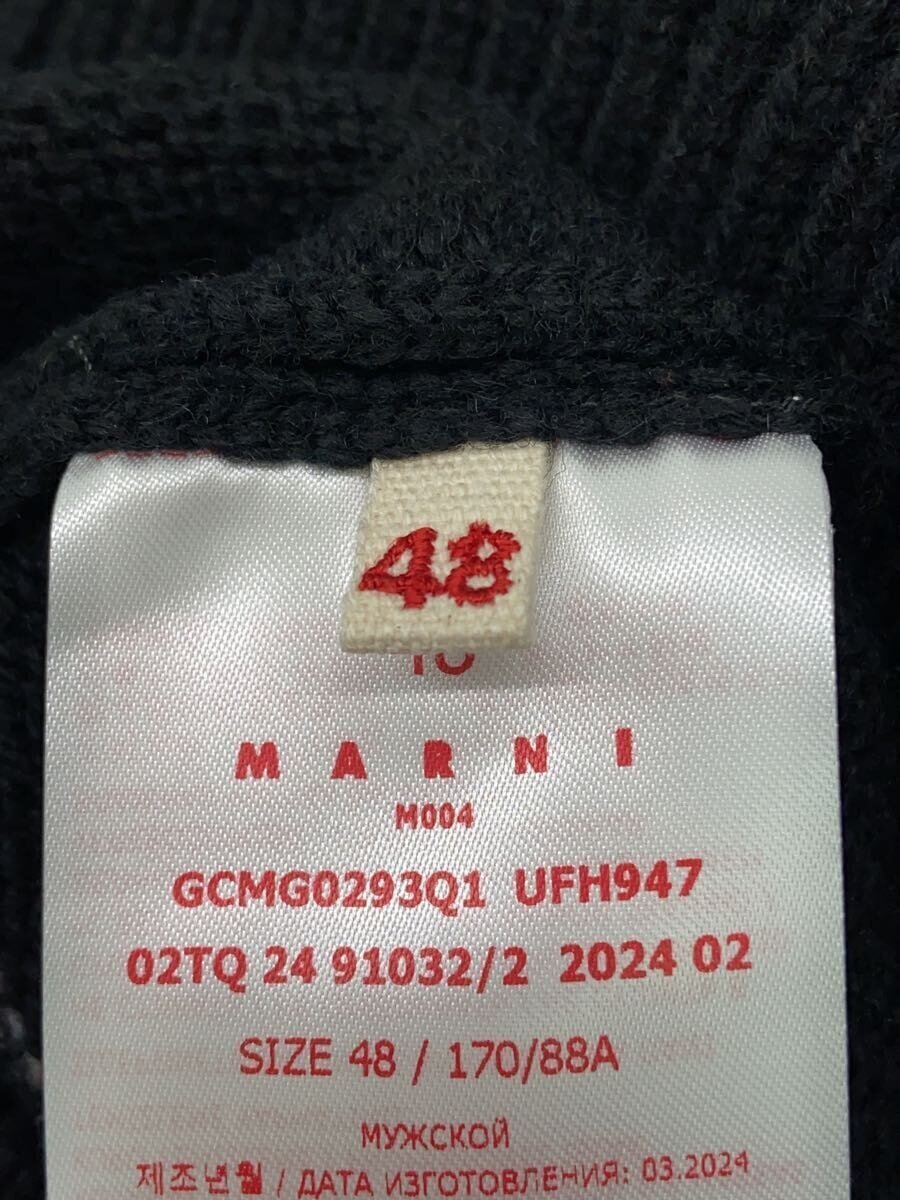 48
M A R N I
M004
GCMG0293Q1 UFH947
02TQ 24 91032/2 2024 02
SIZE 48 / 170/88A
МУЖСКОЙ
제조년월 / ДАТА ИЗГОТОВЛЕНИЯ: 03.2024